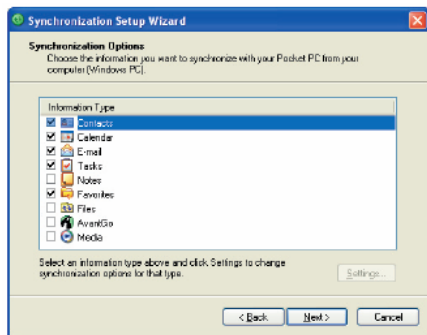 Synchronization Setup Wizard
Synchronization Options
Choose the information you want to synchronize with your Pocket PC from your
computer (Windows PC).
Information Type
Contacts
Calendar
E-mail
Tasks
Notes
Favorites
Files
AvantGo
Media
Select an information type above and click Settings to change
synchronization options for that type.
Settings...
< Back
Next >
Cancel